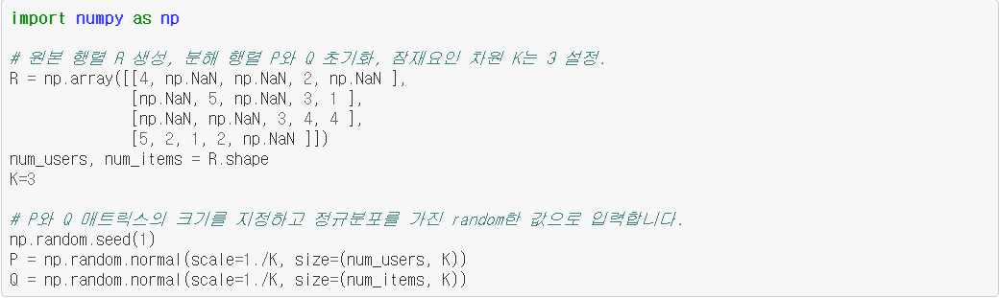 import numpy as np
# 원본 행렬 R 생성, 분해 행렬 P와 Q 초기화, 잠재요인 차원 K는 3 설정.
R = np.array([[4, np.NaN, np.NaN, 2, np.NaN ],
[np.NaN, 5, np.NaN, 3, 1 ],
[np.NaN, np.NaN, 3, 4, 4 ],
[5, 2, 1, 2, np.NaN ]])
num_users, num_items = R.shape
K=3
# P와 Q 매트릭스의 크기를 지정하고 정규분포를 가진 random한 값으로 입력합니다.
np.random.seed(1)
P = np.random.normal(scale=1./K, size=(num_users, K))
Q = np.random.normal(scale=1./K, size=(num_items, K))